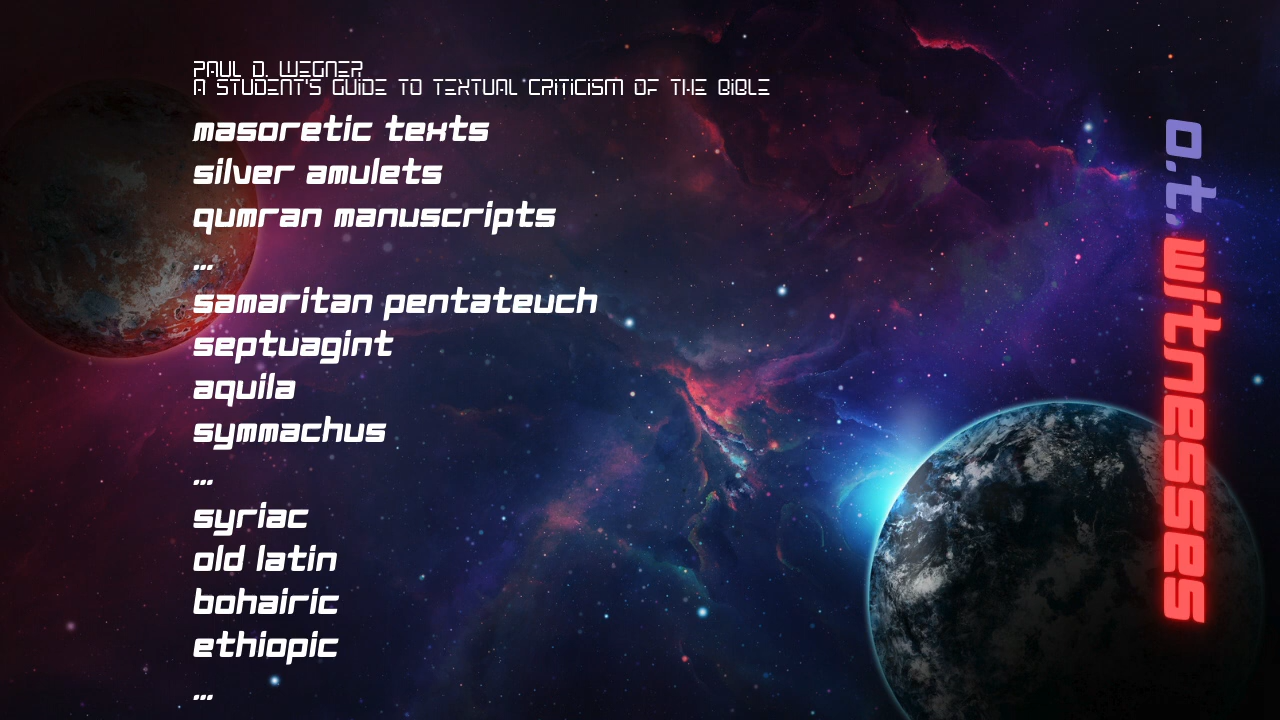 PAUL D. WEGNER
A STUDENT'S GUIDE TO TEXTUAL CRITICISM OF THE BIBLE
masoretic texts
silver amulets
qumran manuscripts
...
samaritan pentateuch
septuagint
aquila
symmachus
...
syriac
old latin
bohairic
ethiopic
...
o.t. witnesses